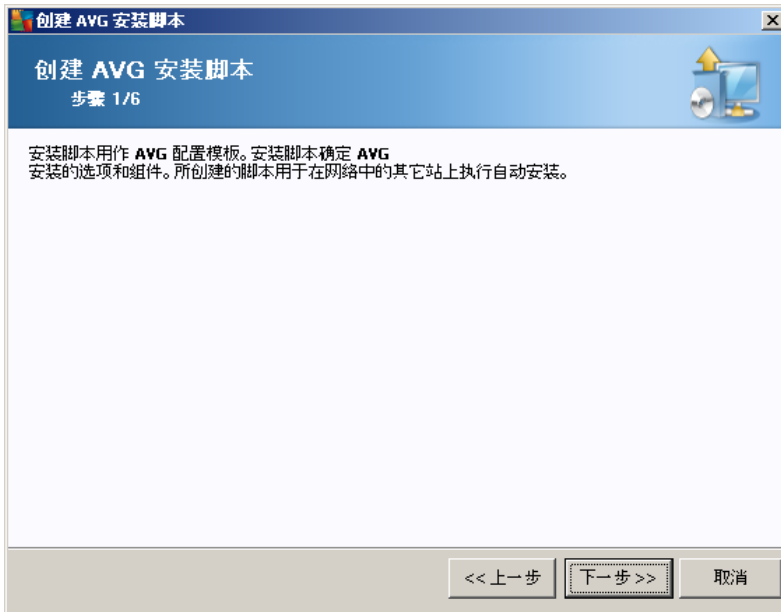 创建 AVG 安装脚本
创建 AVG 安装脚本
步骤 1/6
安装脚本用作 AVG 配置模板。安装脚本确定 AVG
安装的选项和组件。所创建的脚本用于在网络中的其它站上执行自动安装。
<< 上一步
下一步 >>
取消